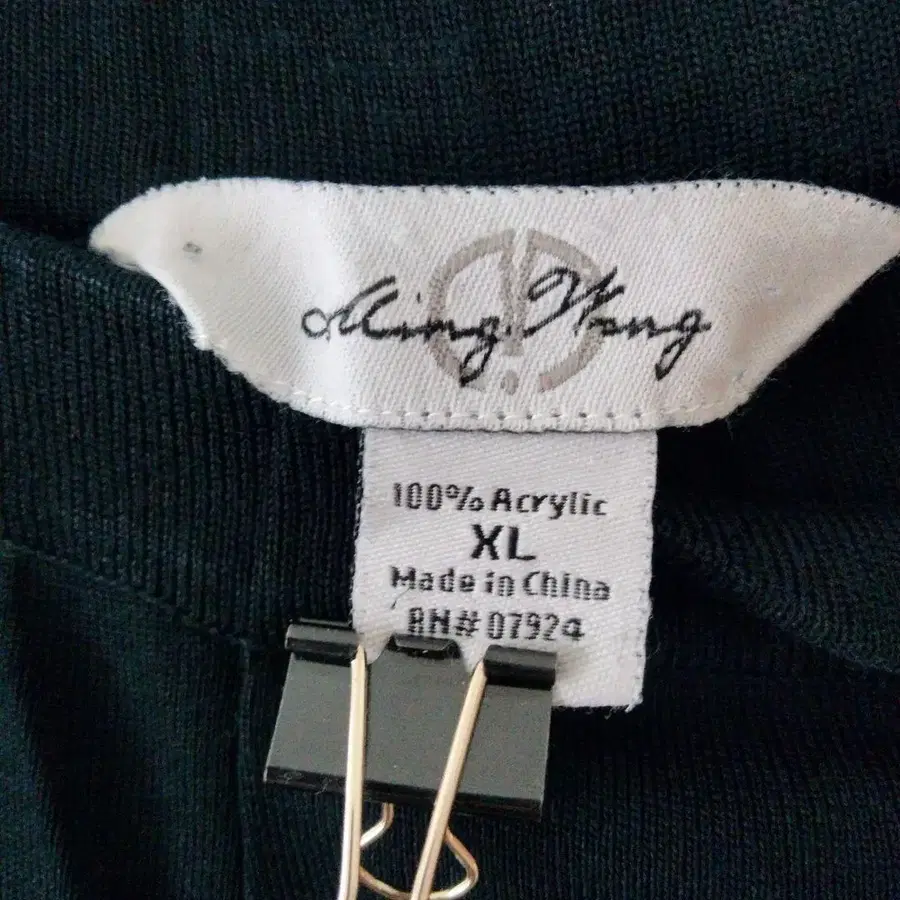 Ming Wang
100% Acrylic
XL
Made in China
RN# 07924